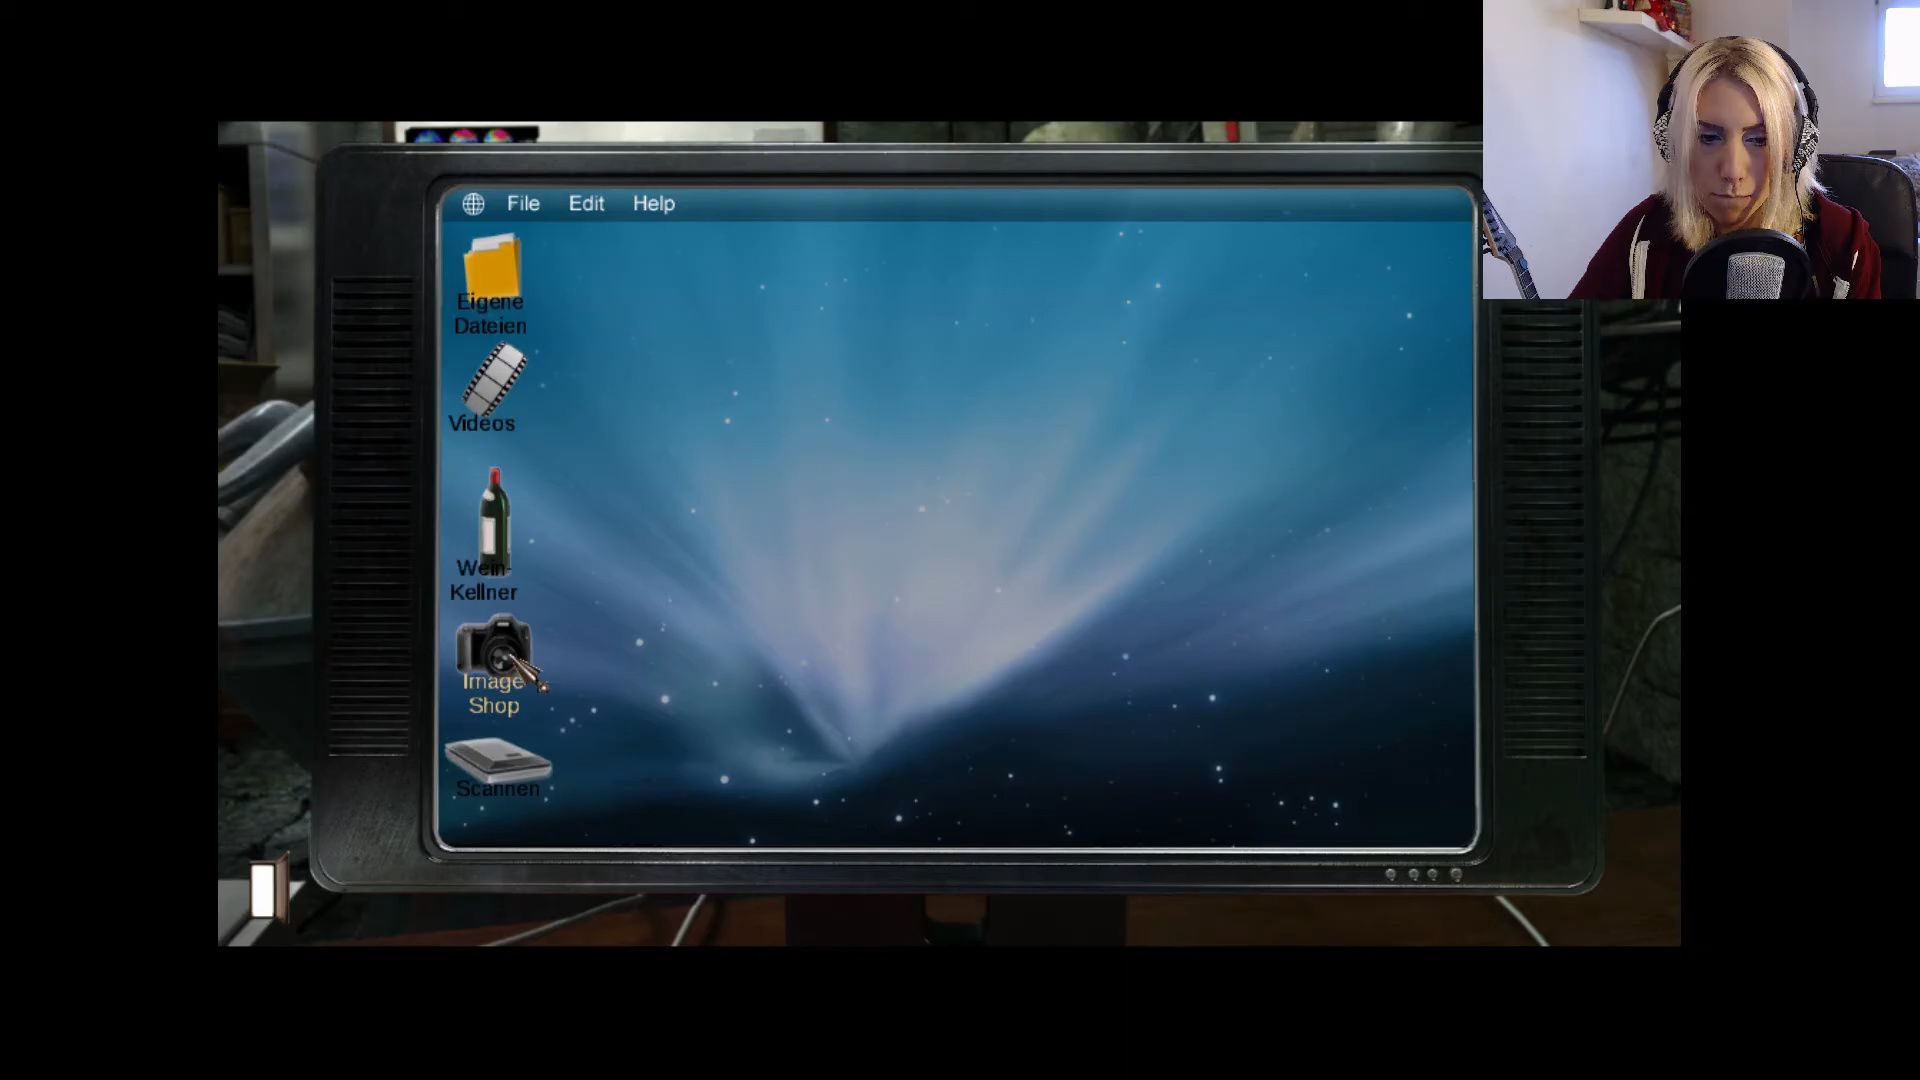 File Edit Help
Eigene
Dateien
Videos
Wein-
Kellner
Image
Shop
Scannen